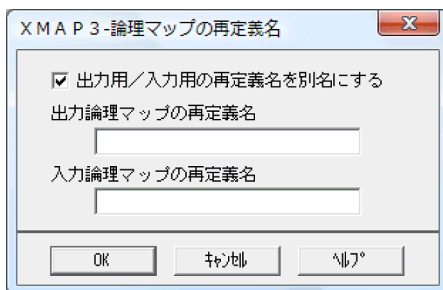 ＸＭＡＰ３-論理マップの再定義名
出力用／入力用の再定義名を別名にする
出力論理マップの再定義名
入力論理マップの再定義名
OK ｷｬﾝｾﾙ ﾍﾙﾌﾟ